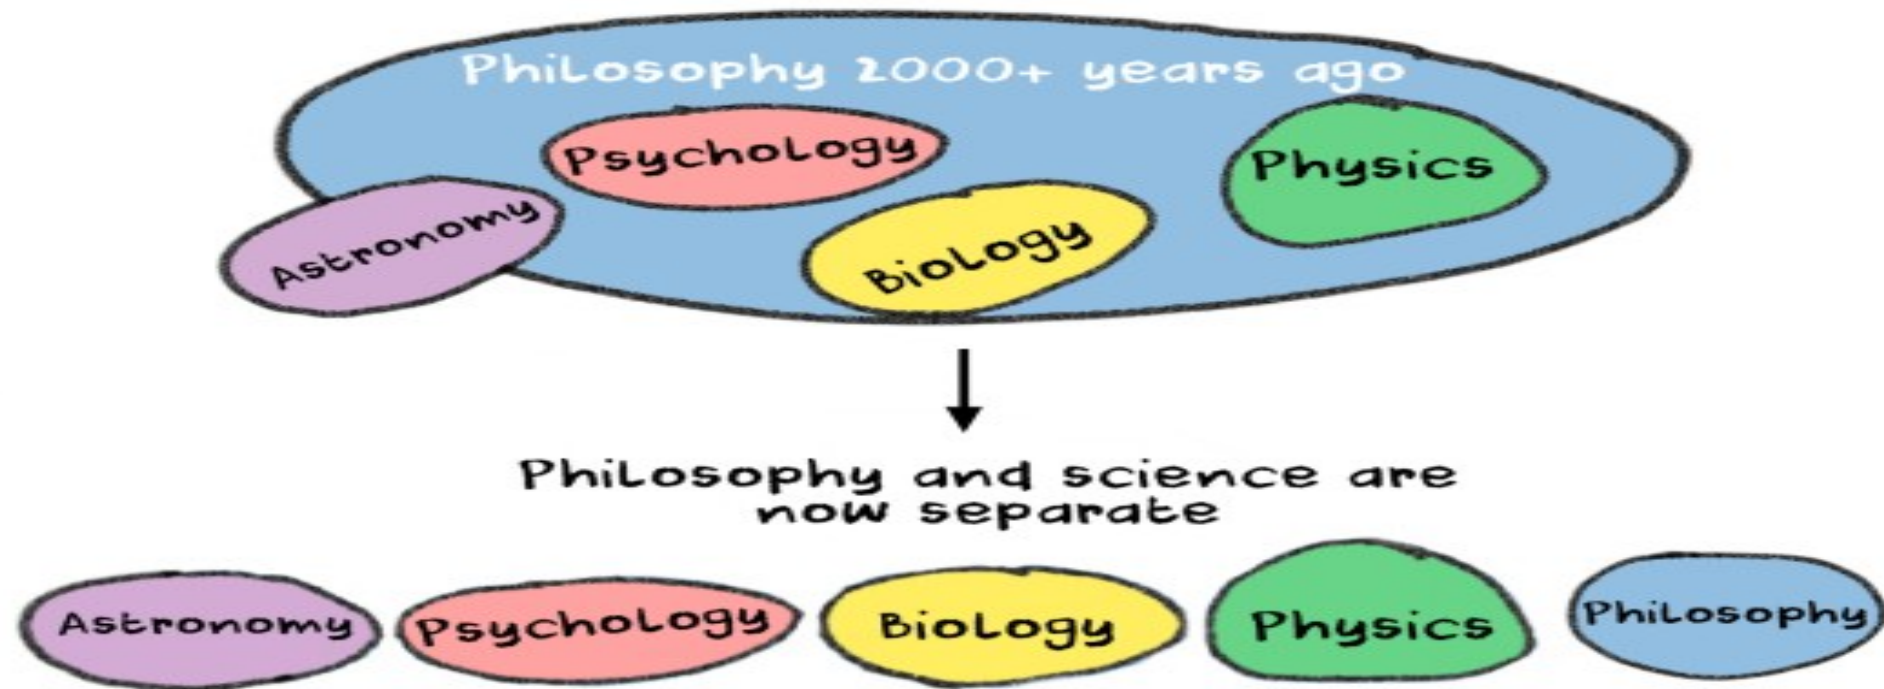 Philosophy 2000+ years ago
Psychology
Physics
Astronomy
Biology
Philosophy and science are
now separate
Astronomy
Psychology
Biology
Physics
Philosophy